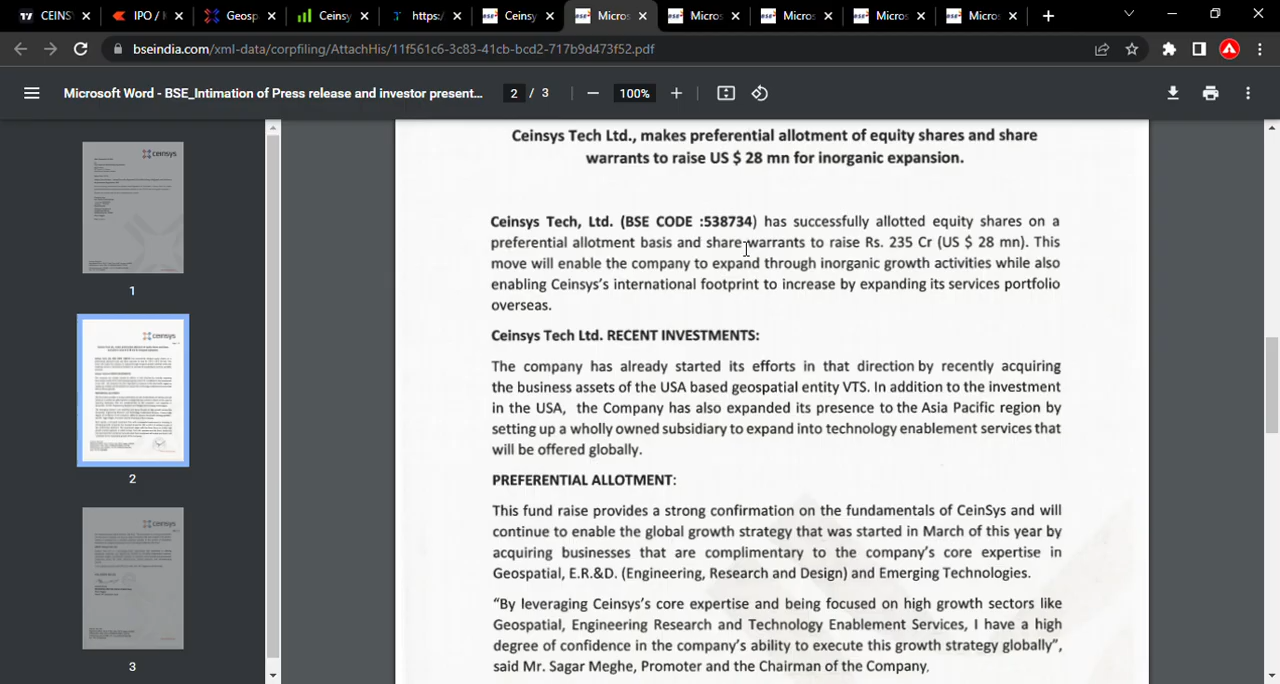 CEINS
IPO /
Geosp
Ceinsy
https:/
Ceinsy
Micros
Micros
Micros
Micros
Micros
bseindia.com/xml-data/corpfiling/AttachHis/11f561c6-3c83-41cb-bcd2-717b9d473f52.pdf
Microsoft Word - BSE_Intimation of Press release and investor present...
2 / 3
100%
ceinsys
1
ceinsys
2
ceinsys
3
Ceinsys Tech Ltd., makes preferential allotment of equity shares and share
warrants to raise US $ 28 mn for inorganic expansion.
Ceinsys Tech, Ltd. (BSE CODE :538734) has successfully allotted equity shares on a
preferential allotment basis and share warrants to raise Rs. 235 Cr (US $ 28 mn). This
move will enable the company to expand through inorganic growth activities while also
enabling Ceinsys's international footprint to increase by expanding its services portfolio
overseas.
Ceinsys Tech Ltd. RECENT INVESTMENTS:
The company has already started its efforts in that direction by recently acquiring
the business assets of the USA based geospatial entity VTS. In addition to the investment
in the USA, the Company has also expanded its presence to the Asia Pacific region by
setting up a wholly owned subsidiary to expand into technology enablement services that
will be offered globally.
PREFERENTIAL ALLOTMENT:
This fund raise provides a strong confirmation on the fundamentals of CeinSys and will
continue to enable the global growth strategy that was started in March of this year by
acquiring businesses that are complimentary to the company's core expertise in
Geospatial, E.R.&D. (Engineering, Research and Design) and Emerging Technologies.
"By leveraging Ceinsys's core expertise and being focused on high growth sectors like
Geospatial, Engineering Research and Technology Enablement Services, I have a high
degree of confidence in the company's ability to execute this growth strategy globally",
said Mr. Sagar Meghe, Promoter and the Chairman of the Company.